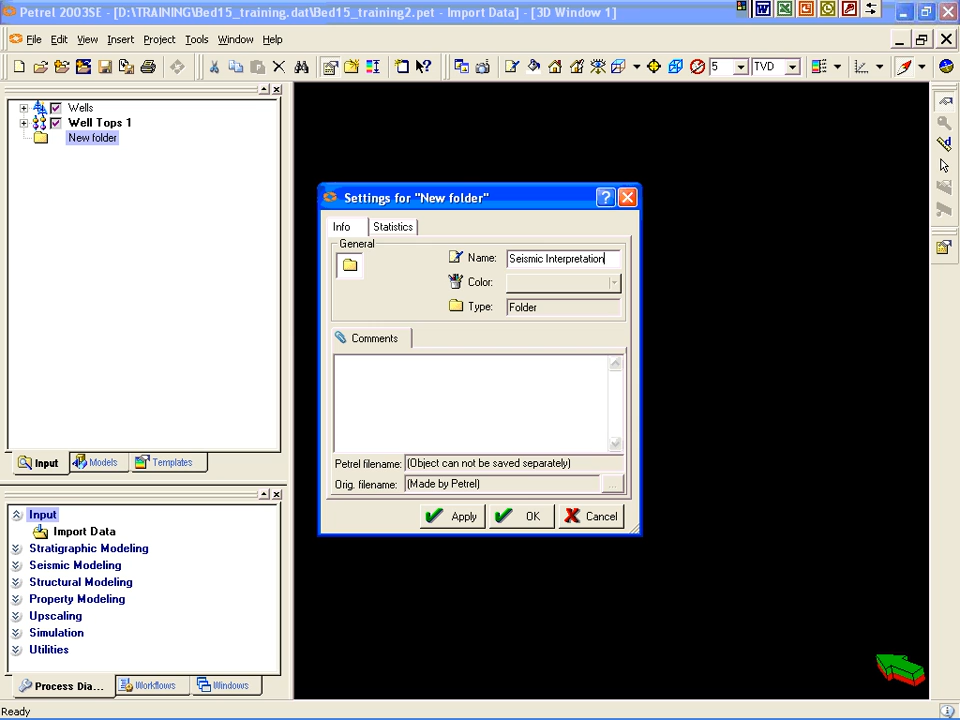 Petrel 2003SE - [D:\TRAINING\Bed15_training.dat\Bed15_training2.pet - Import Data] - [3D Window 1]
File Edit View Insert Project Tools Window Help
5 TVD
Wells
Well Tops 1
New folder
Input Models Templates
Input
Import Data
Stratigraphic Modeling
Seismic Modeling
Structural Modeling
Property Modeling
Upscaling
Simulation
Utilities
Process Dia... Workflows Windows
Ready
Settings for "New folder"
Info Statistics
General
Name: Seismic Interpretation
Color:
Type: Folder
Comments
Petrel filename: (Object can not be saved separately)
Orig. filename: (Made by Petrel) ...
Apply OK Cancel